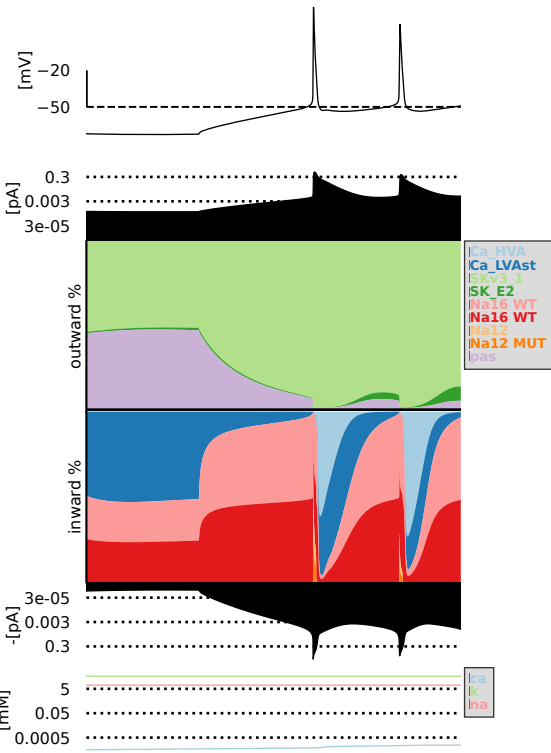 [mV]
−20
−50
[pA]
0.3
0.003
3e-05
outward %
Ca_HVA
Ca_LVAst
SKv3_1
SK_E2
Na16 WT
Na16 WT
Na12
Na12 MUT
pas
inward %
-[pA]
3e-05
0.003
0.3
[mM]
5
0.05
0.0005
ca
k
na